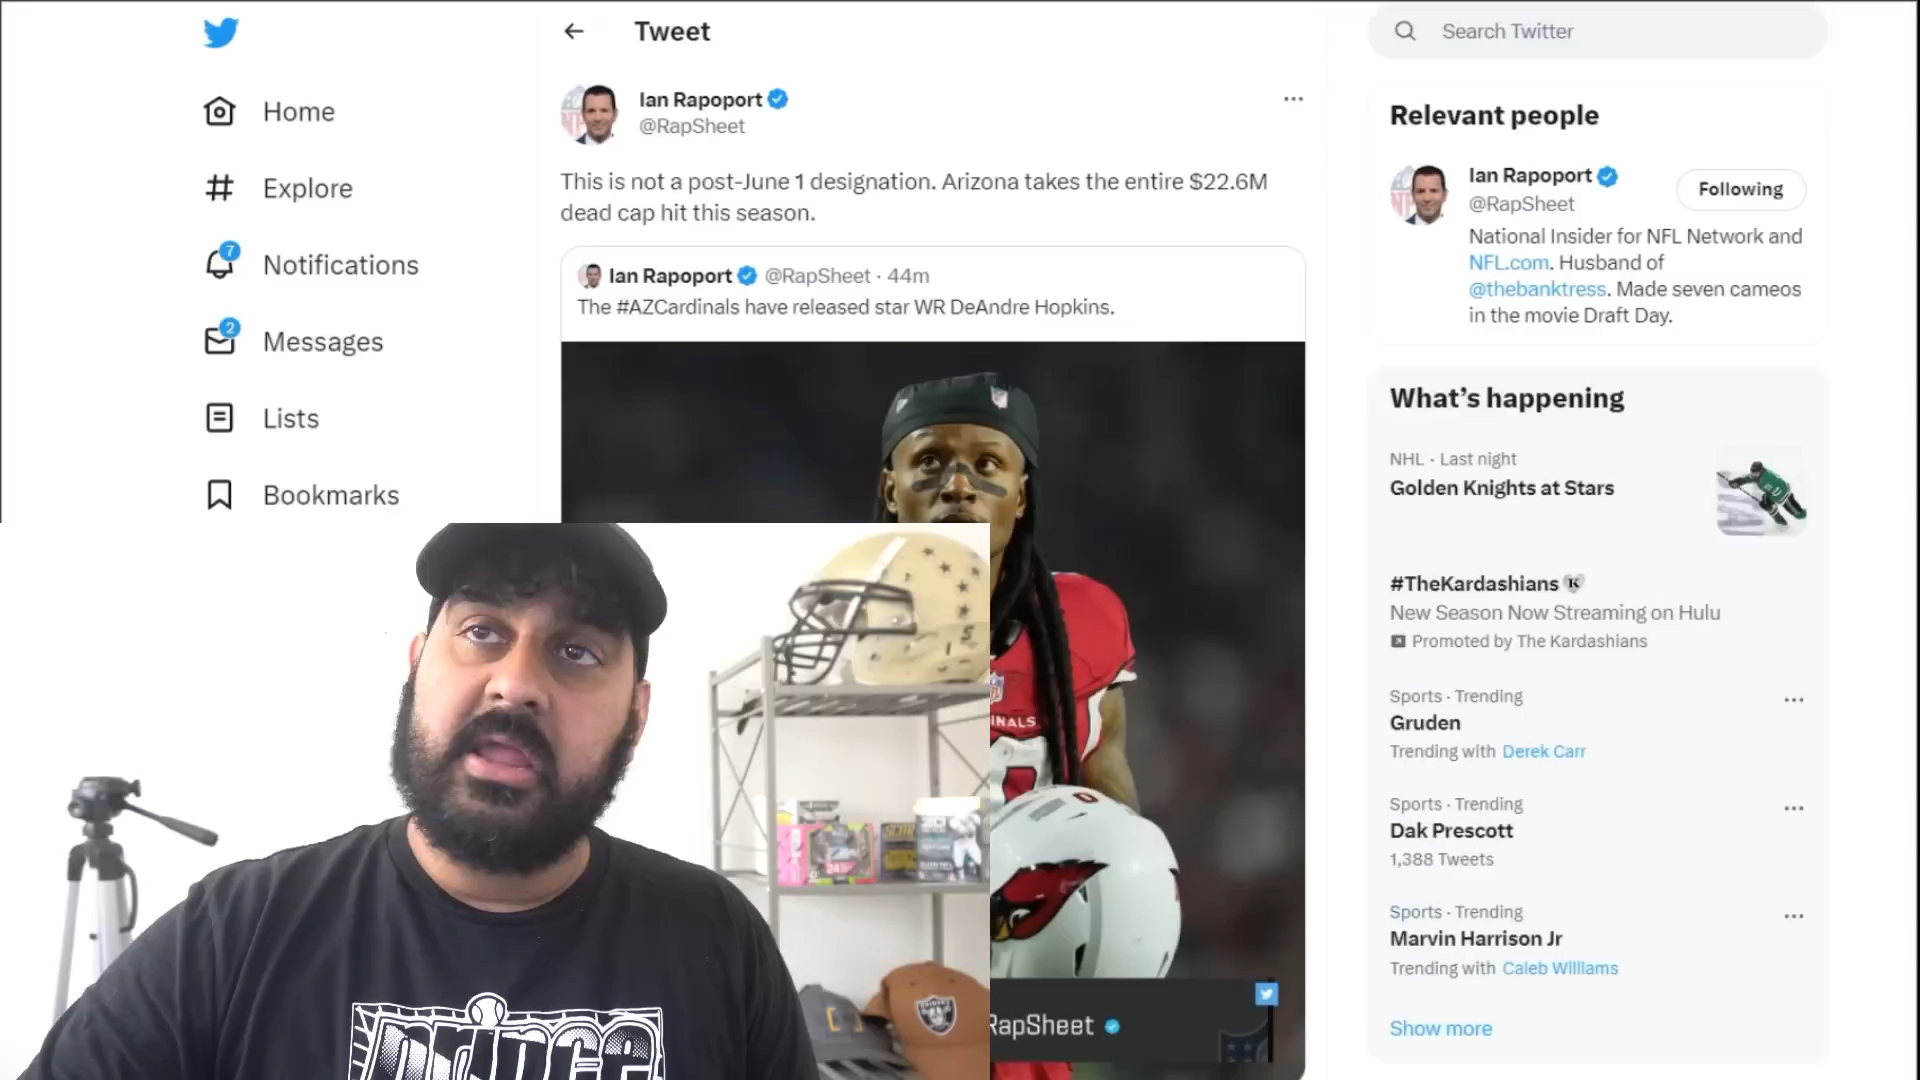 Home
Explore
7
Notifications
2
Messages
Lists
Bookmarks
Tweet
Ian Rapoport
@RapSheet
This is not a post-June 1 designation. Arizona takes the entire $22.6M
dead cap hit this season.
Ian Rapoport @RapSheet · 44m
The #AZCardinals have released star WR DeAndre Hopkins.
INALS
RapSheet
prince
RAIDERS
Search Twitter
Relevant people
Ian Rapoport
@RapSheet
Following
National Insider for NFL Network and
NFL.com. Husband of
@thebanktress. Made seven cameos
in the movie Draft Day.
What's happening
NHL · Last night
Golden Knights at Stars
#TheKardashians
New Season Now Streaming on Hulu
Promoted by The Kardashians
Sports · Trending
Gruden
Trending with Derek Carr
Sports · Trending
Dak Prescott
1,388 Tweets
Sports · Trending
Marvin Harrison Jr
Trending with Caleb Williams
Show more